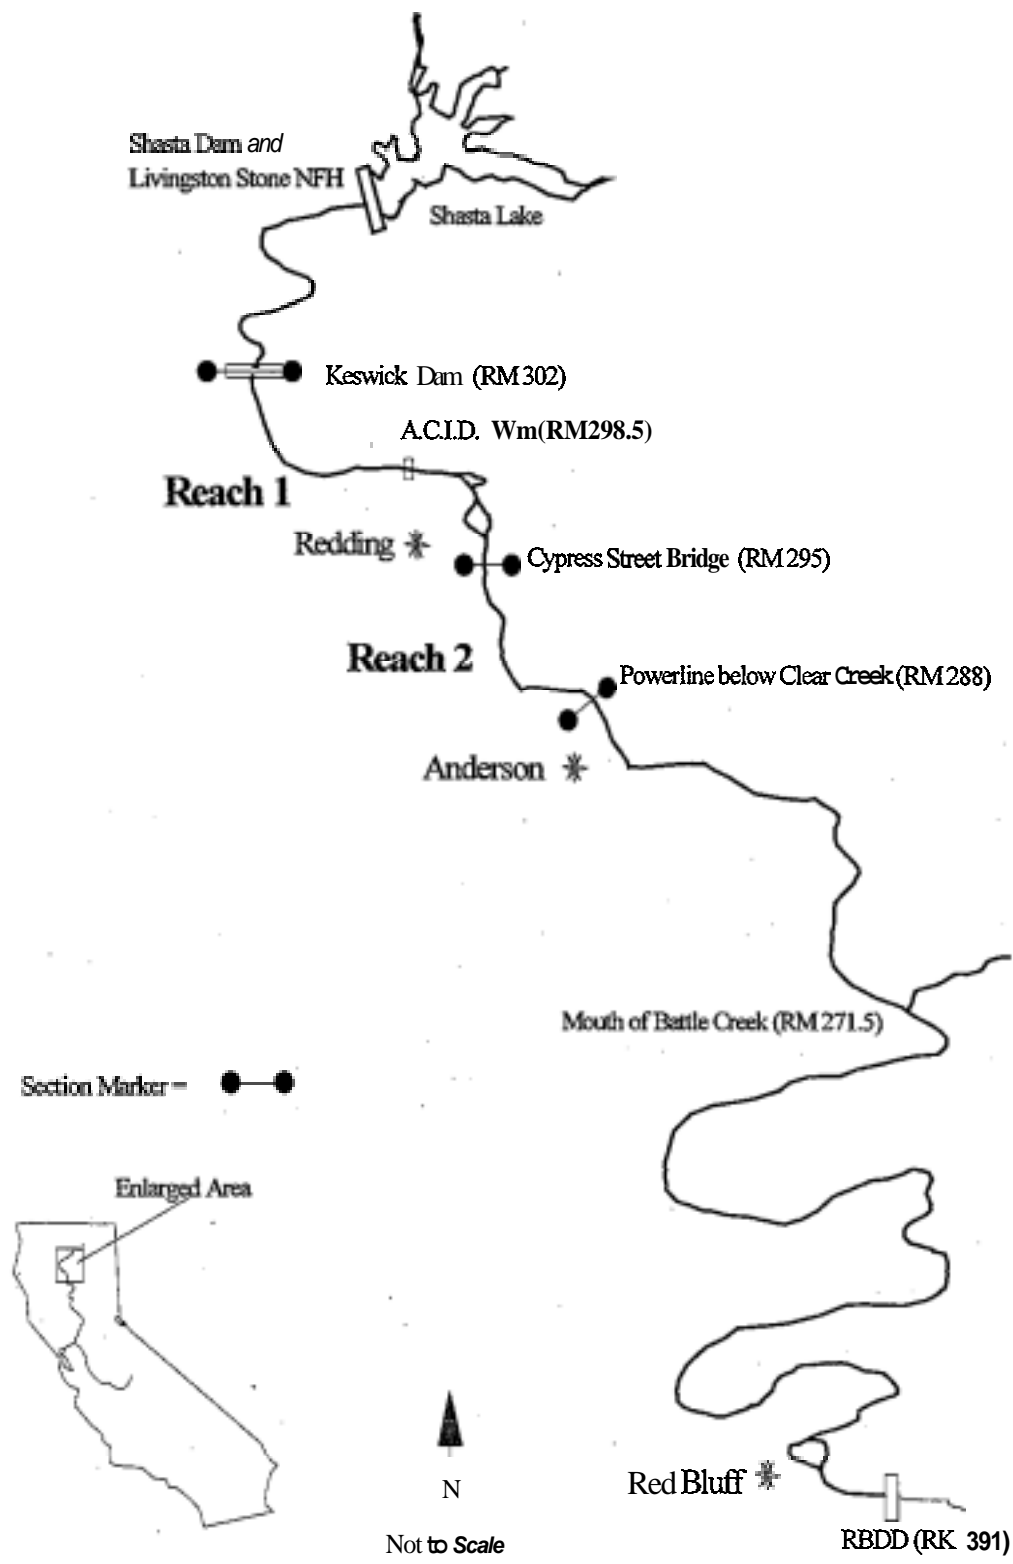 Shasta Dam and
Livingston Stone NFH
Shasta Lake
Keswick Dam (RM 302)
A.C.I.D. Wm(RM298.5)
Reach 1
Redding
Cypress Street Bridge (RM 295)
Reach 2
Powerline below Clear Creek (RM 288)
Anderson
Mouth of Battle Creek (RM 271.5)
Section Marker =
Enlarged Area
N
Not to Scale
Red Bluff
RBDD (RK 391)